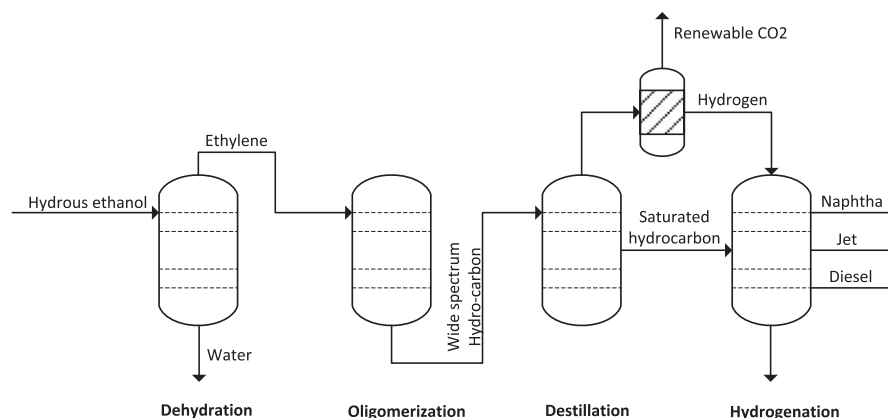 Renewable CO2
Hydrogen
Ethylene
Hydrous ethanol
Saturated
hydrocarbon
Naphtha
Jet
Diesel
Wide spectrum
Hydro-carbon
Water
Dehydration
Oligomerization
Destillation
Hydrogenation